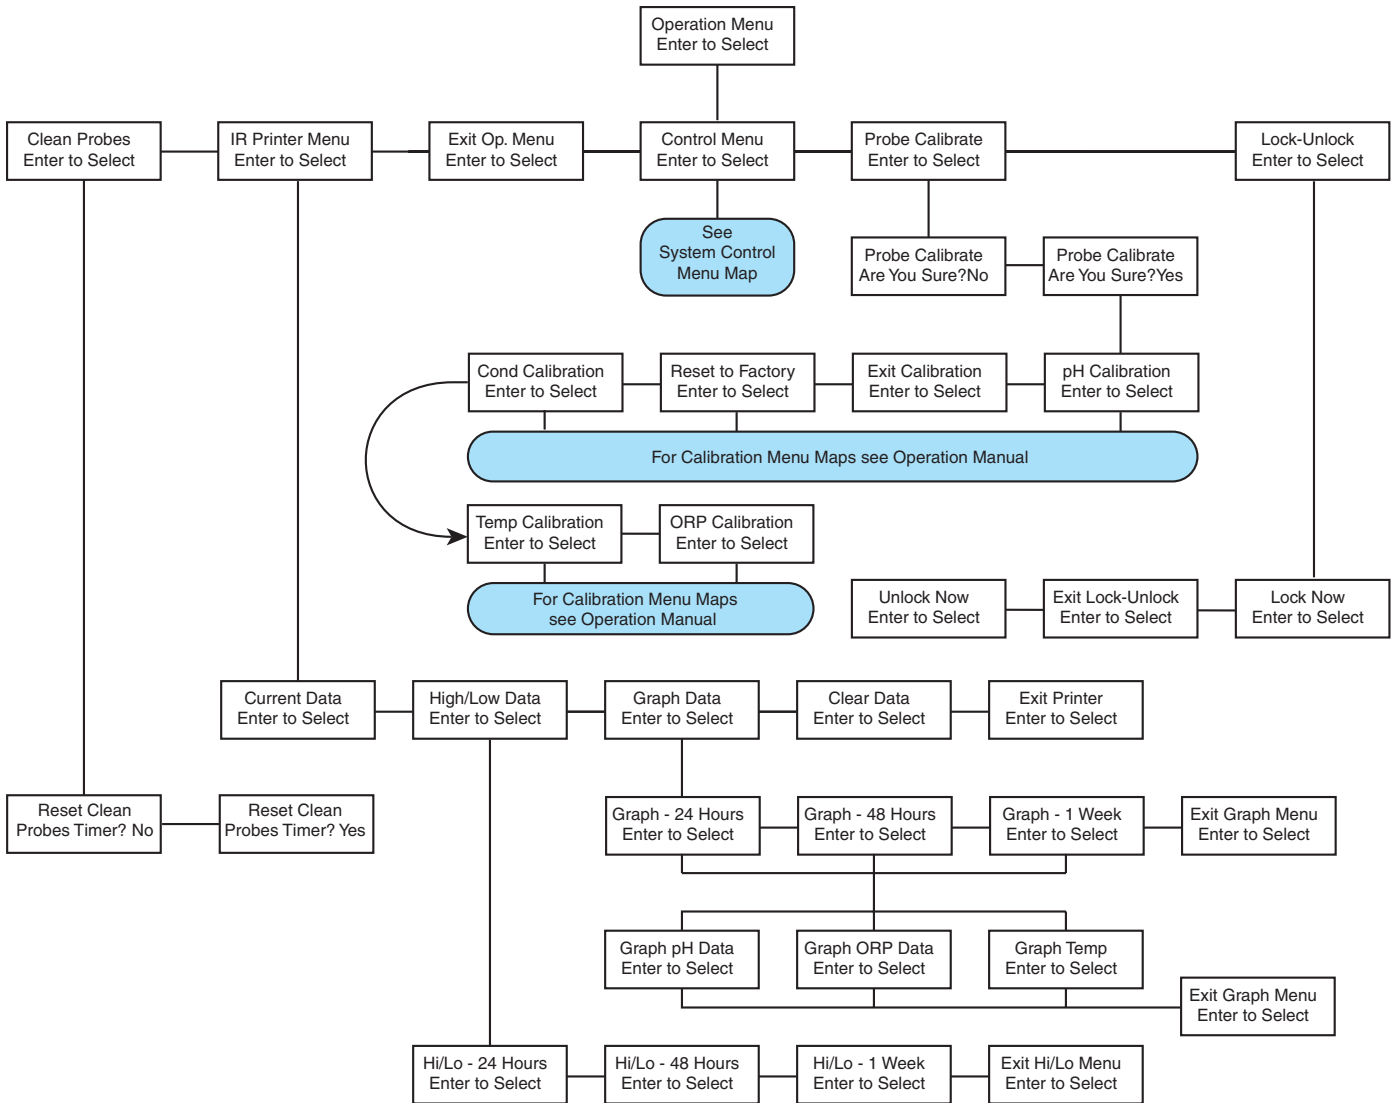 Operation Menu
Enter to Select
Clean Probes
Enter to Select
IR Printer Menu
Enter to Select
Exit Op. Menu
Enter to Select
Control Menu
Enter to Select
Probe Calibrate
Enter to Select
Lock-Unlock
Enter to Select
See
System Control
Menu Map
Probe Calibrate
Are You Sure?No
Probe Calibrate
Are You Sure?Yes
Cond Calibration
Enter to Select
Reset to Factory
Enter to Select
Exit Calibration
Enter to Select
pH Calibration
Enter to Select
For Calibration Menu Maps see Operation Manual
Temp Calibration
Enter to Select
ORP Calibration
Enter to Select
For Calibration Menu Maps
see Operation Manual
Unlock Now
Enter to Select
Exit Lock-Unlock
Enter to Select
Lock Now
Enter to Select
Current Data
Enter to Select
High/Low Data
Enter to Select
Graph Data
Enter to Select
Clear Data
Enter to Select
Exit Printer
Enter to Select
Reset Clean
Probes Timer? No
Reset Clean
Probes Timer? Yes
Graph - 24 Hours
Enter to Select
Graph - 48 Hours
Enter to Select
Graph - 1 Week
Enter to Select
Exit Graph Menu
Enter to Select
Graph pH Data
Enter to Select
Graph ORP Data
Enter to Select
Graph Temp
Enter to Select
Exit Graph Menu
Enter to Select
Hi/Lo - 24 Hours
Enter to Select
Hi/Lo - 48 Hours
Enter to Select
Hi/Lo - 1 Week
Enter to Select
Exit Hi/Lo Menu
Enter to Select